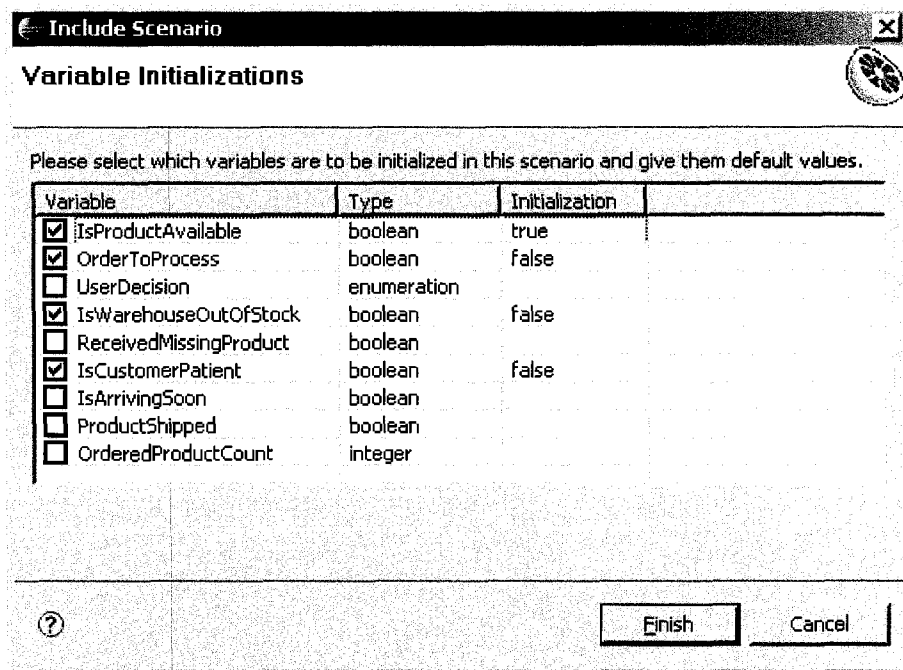 Include Scenario
Variable Initializations
Please select which variables are to be initialized in this scenario and give them default values.
Variable Type Initialization
IsProductAvailable boolean true
OrderToProcess boolean false
UserDecision enumeration
IsWarehouseOutOfStock boolean false
ReceivedMissingProduct boolean
IsCustomerPatient boolean false
IsArrivingSoon boolean
ProductShipped boolean
OrderedProductCount integer
Finish Cancel